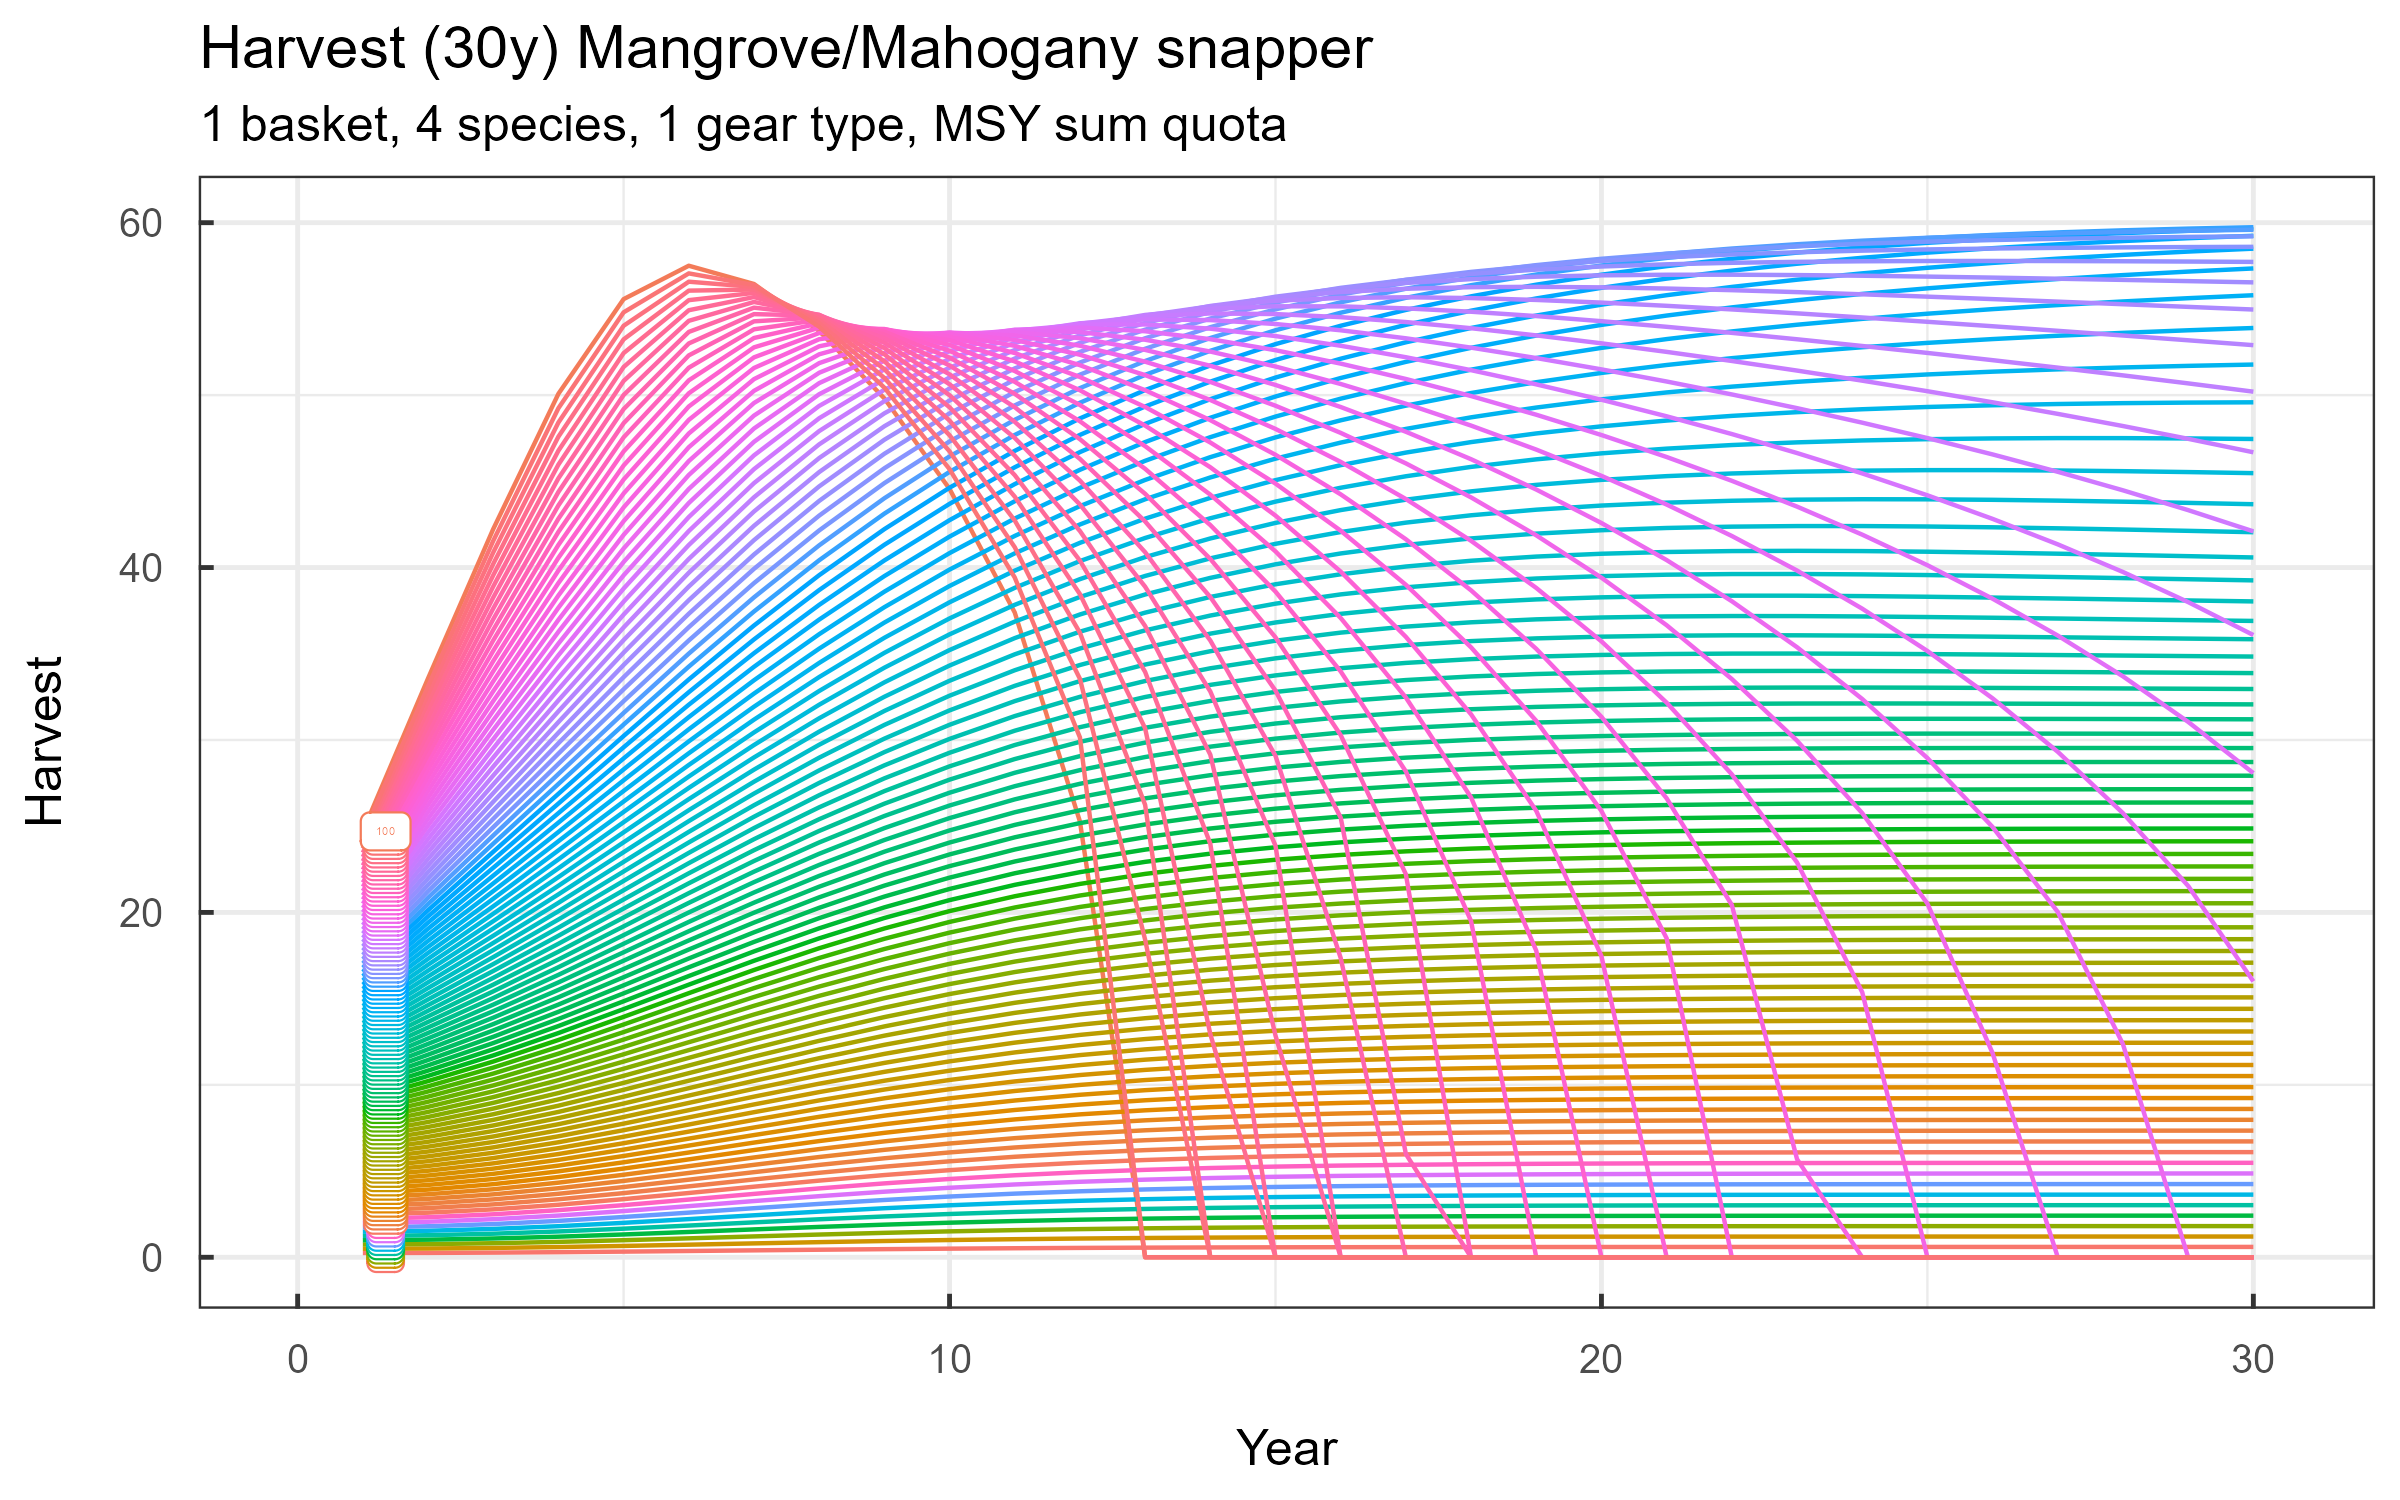 Harvest (30y) Mangrove/Mahogany snapper
1 basket, 4 species, 1 gear type, MSY sum quota
60
40
20
0
Harvest
100
0 10 20 30
Year